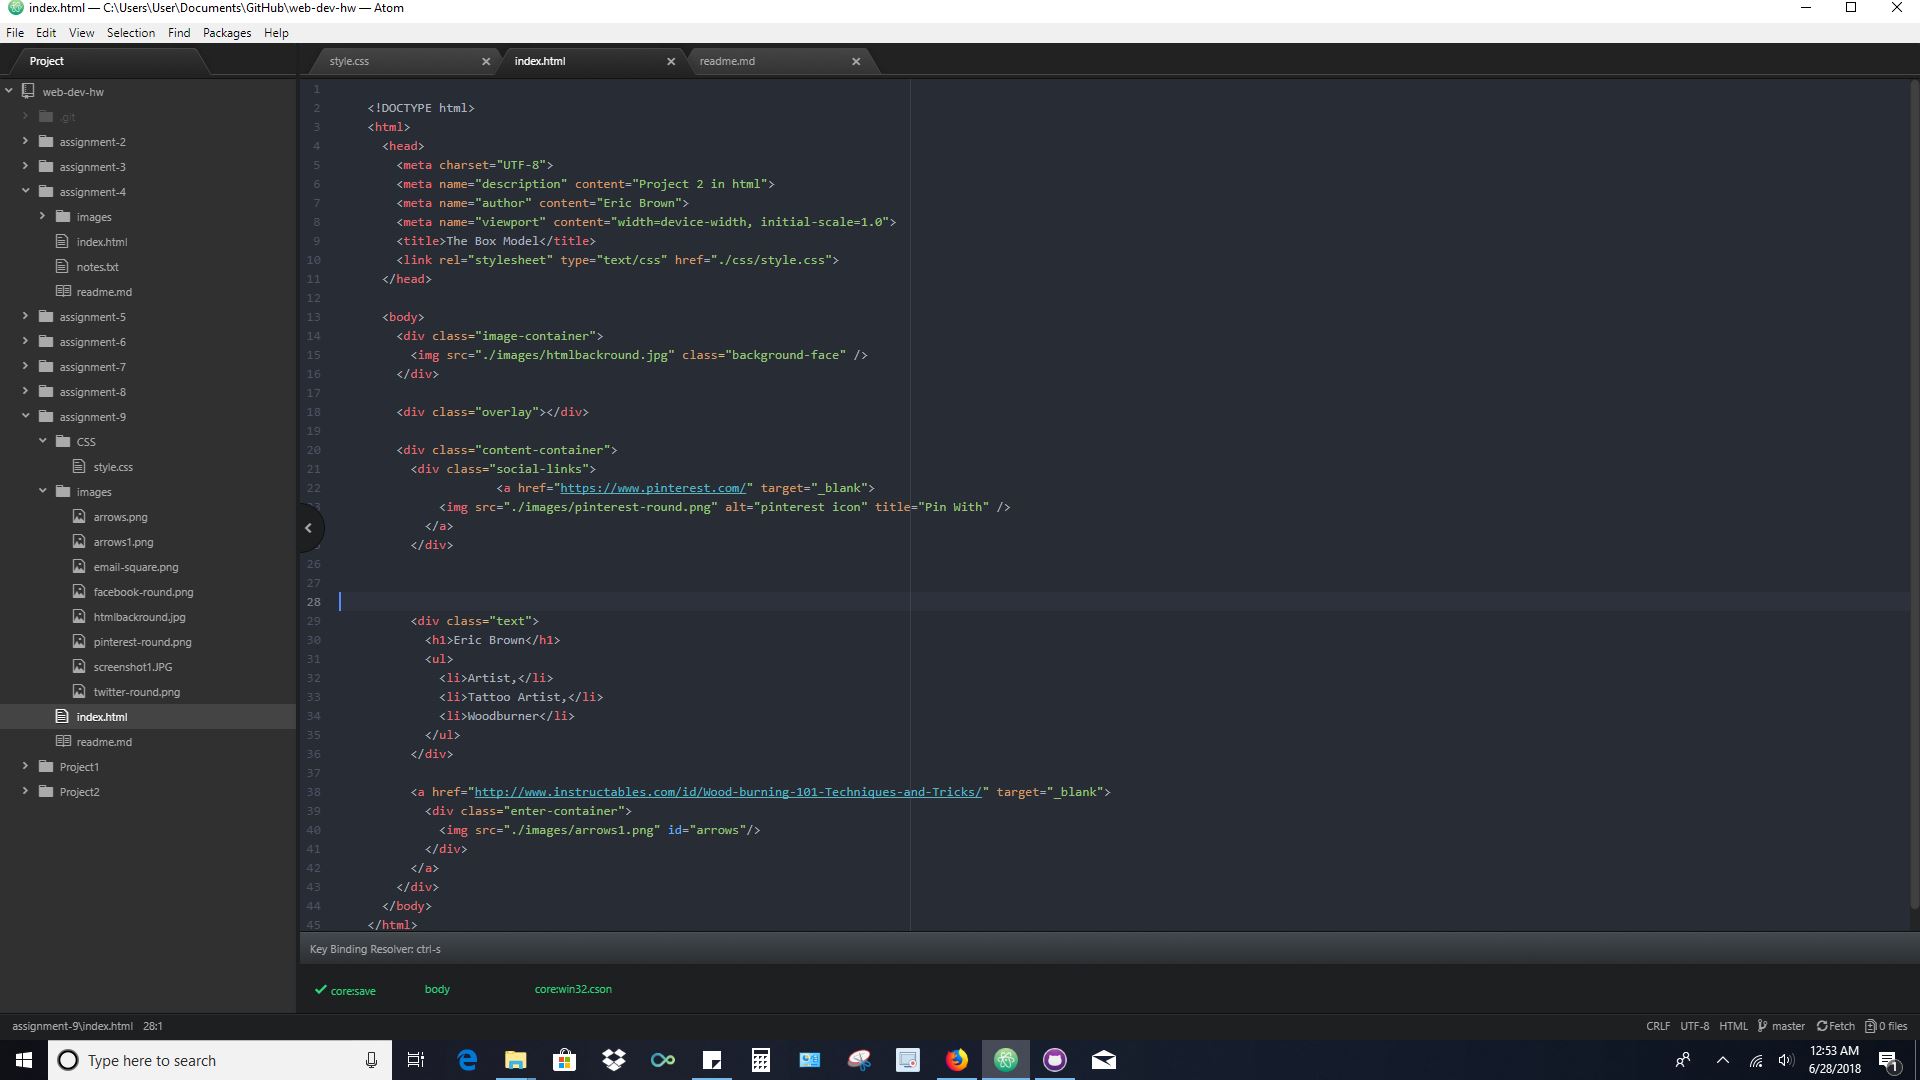 index.html — C:\Users\User\Documents\GitHub\web-dev-hw — Atom
File Edit View Selection Find Packages Help
Project
style.css
index.html
readme.md
web-dev-hw
.git
assignment-2
assignment-3
assignment-4
images
index.html
notes.txt
readme.md
assignment-5
assignment-6
assignment-7
assignment-8
assignment-9
CSS
style.css
images
arrows.png
arrows1.png
email-square.png
facebook-round.png
htmlbackround.jpg
pinterest-round.png
screenshot1.JPG
twitter-round.png
index.html
readme.md
Project1
Project2
1
2 <!DOCTYPE html>
3 <html>
4 <head>
5 <meta charset="UTF-8">
6 <meta name="description" content="Project 2 in html">
7 <meta name="author" content="Eric Brown">
8 <meta name="viewport" content="width=device-width, initial-scale=1.0">
9 <title>The Box Model</title>
10 <link rel="stylesheet" type="text/css" href="./css/style.css">
11 </head>
12
13 <body>
14 <div class="image-container">
15 <img src="./images/htmlbackround.jpg" class="background-face" />
16 </div>
17
18 <div class="overlay"></div>
19
20 <div class="content-container">
21 <div class="social-links">
22 <a href="https://www.pinterest.com/" target="_blank">
<img src="./images/pinterest-round.png" alt="pinterest icon" title="Pin With" />
</a>
</div>
26
27
28
29 <div class="text">
30 <h1>Eric Brown</h1>
31 <ul>
32 <li>Artist,</li>
33 <li>Tattoo Artist,</li>
34 <li>Woodburner</li>
35 </ul>
36 </div>
37
38 <a href="http://www.instructables.com/id/Wood-burning-101-Techniques-and-Tricks/" target="_blank">
39 <div class="enter-container">
40 <img src="./images/arrows1.png" id="arrows"/>
41 </div>
42 </a>
43 </div>
44 </body>
45 </html>
Key Binding Resolver: ctrl-s
core:save body core:win32.cson
assignment-9\index.html 28:1
CRLF UTF-8 HTML master Fetch 0 files
Type here to search
12:53 AM
6/28/2018
1